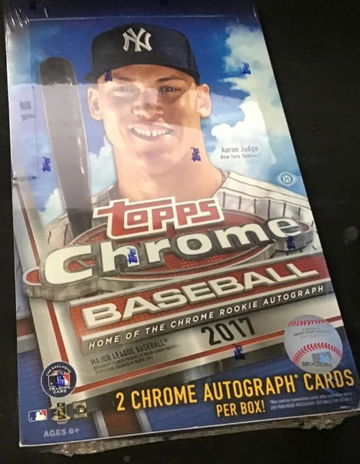 NY
Aaron Judge
New York Yankees®
H
topps
Chrome
BASEBALL
HOME OF THE CHROME ROOKIE AUTOGRAPH
2017
MAJOR LEAGUE BASEBALL®
2 CHROME AUTOGRAPH* CARDS
PER BOX!
AGES 6+